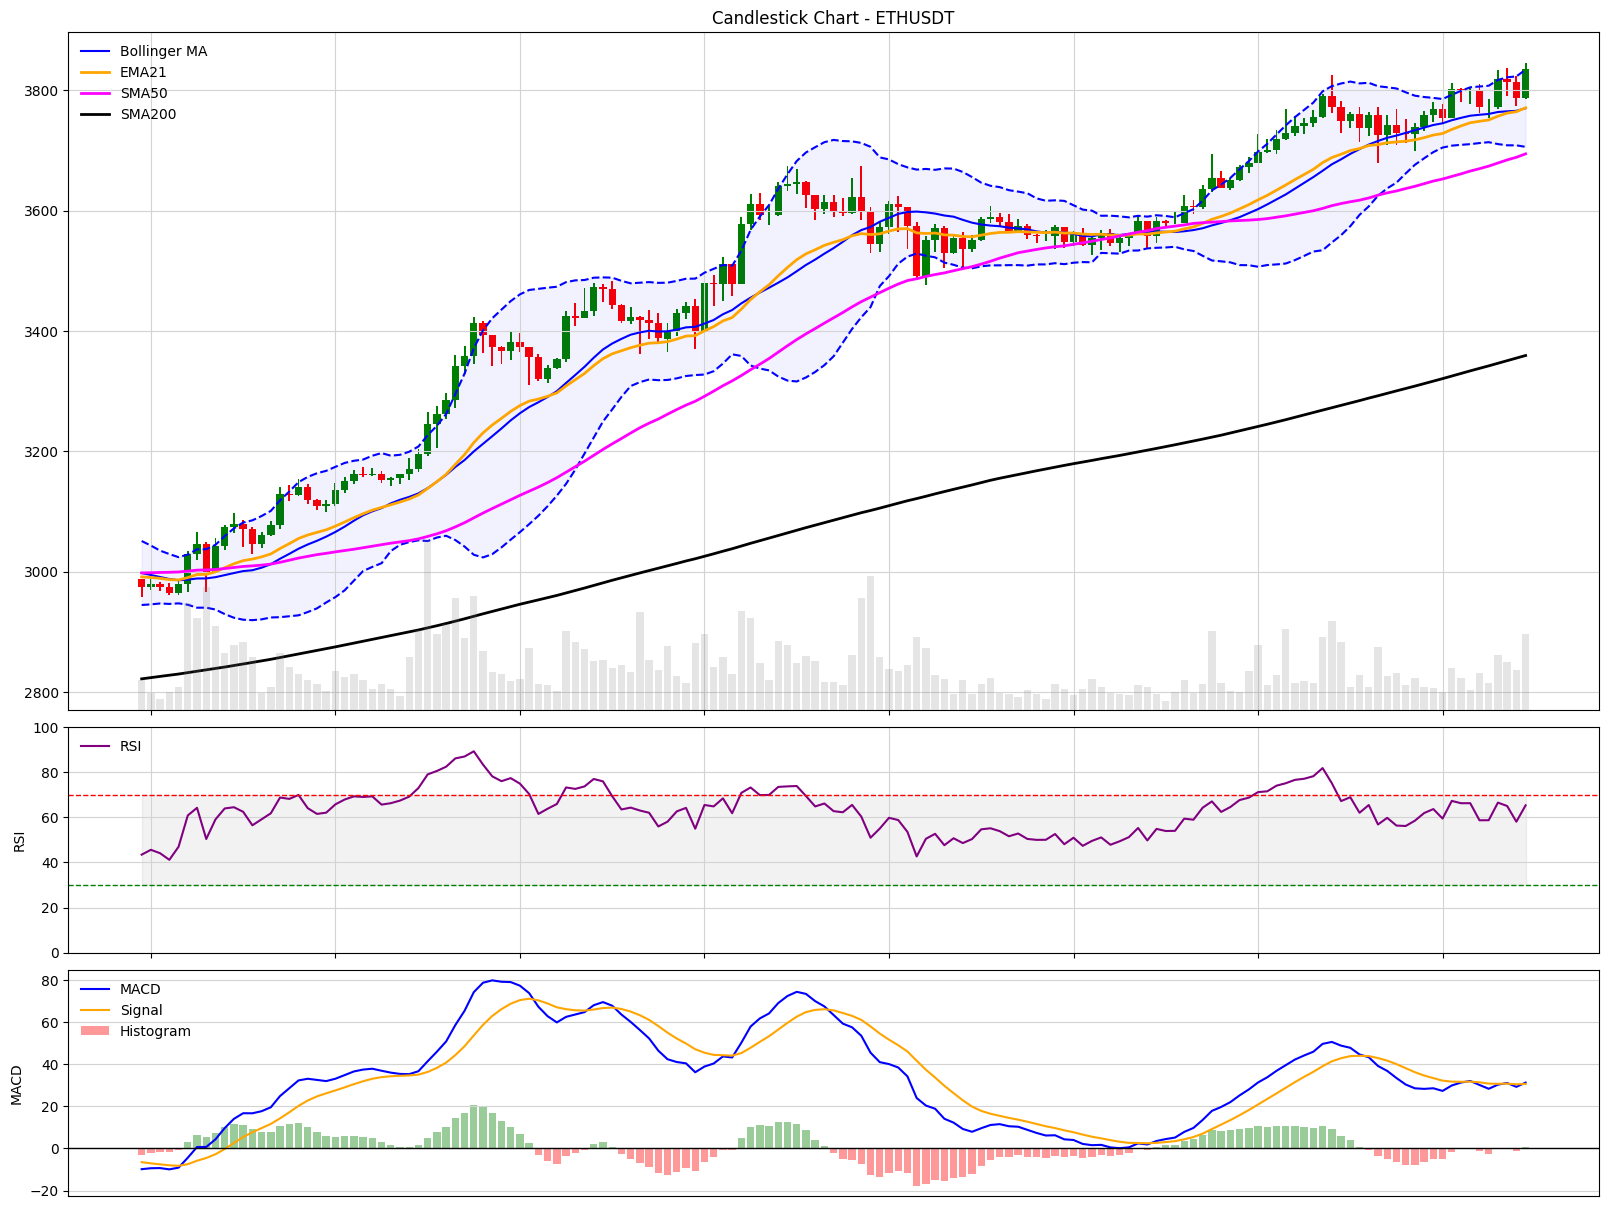 Candlestick Chart - ETHUSDT
Bollinger MA
EMA21
SMA50
SMA200
3800
3600
3400
3200
3000
2800
100
RSI
80
60
RSI
40
20
0
80
MACD
Signal
60
Histogram
40
MACD
20
0
−20